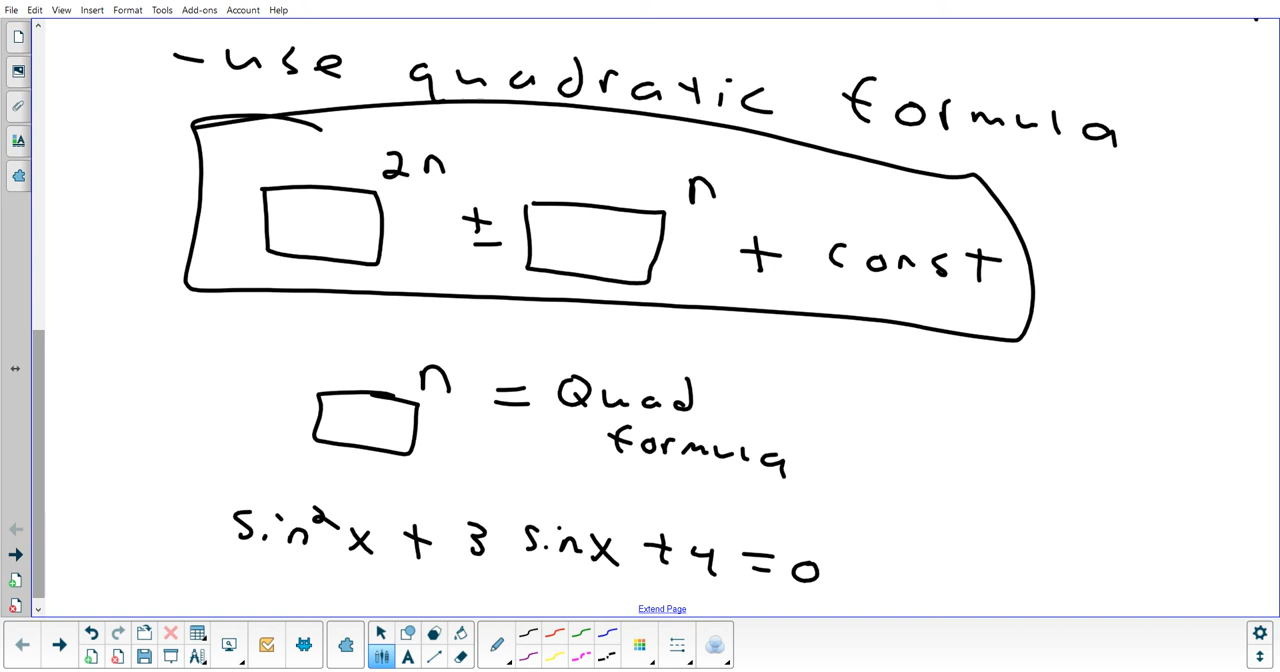 File Edit View Insert Format Tools Add-ons Account Help
- use quadratic formula
□²ⁿ ± □ⁿ + const
□ⁿ = Quad
formula
sin²x + 3 sinx + 4 = 0
Extend Page